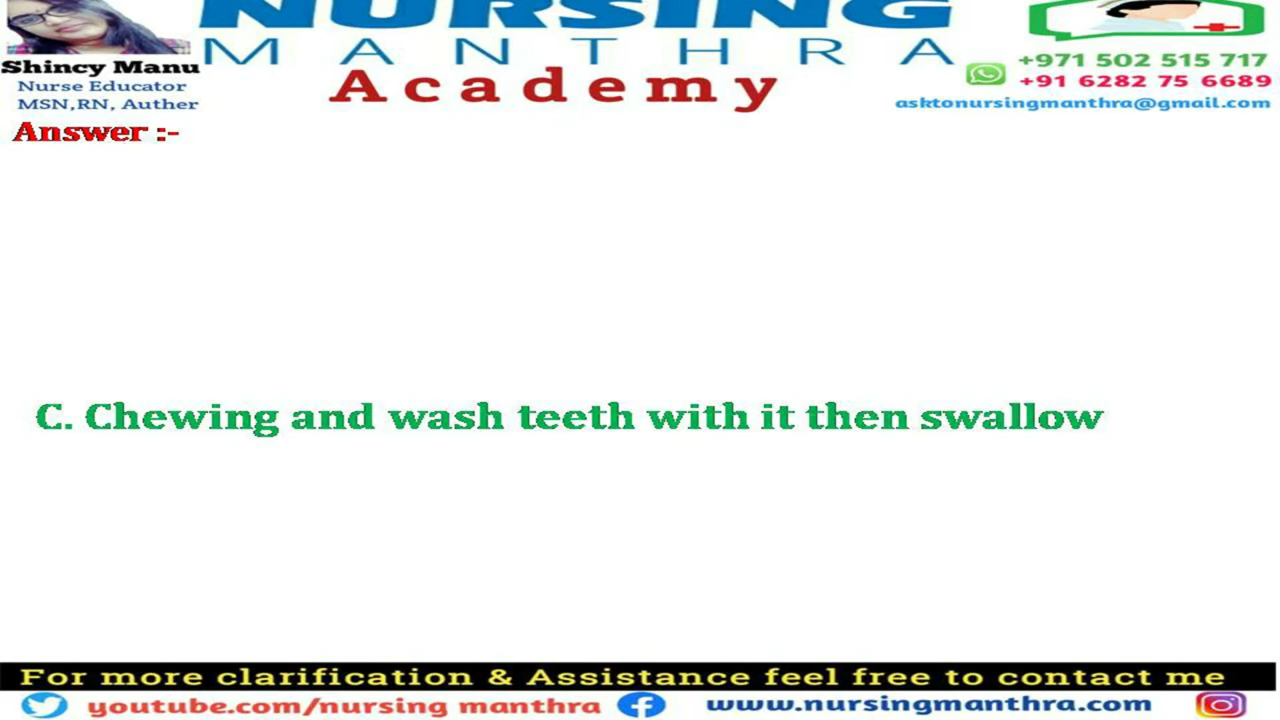 NURSING
MANTHRA
Academy
Shincy Manu
Nurse Educator
MSN,RN, Auther
+971 502 515 717
+91 6282 75 6689
asktonursingmanthra@gmail.com
Answer :-
C. Chewing and wash teeth with it then swallow
For more clarification & Assistance feel free to contact me
youtube.com/nursing manthra
www.nursingmanthra.com